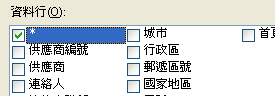 資料行(O):
* 城市 首頁
供應商編號 行政區
供應商 郵遞區號
連絡人 國家地區